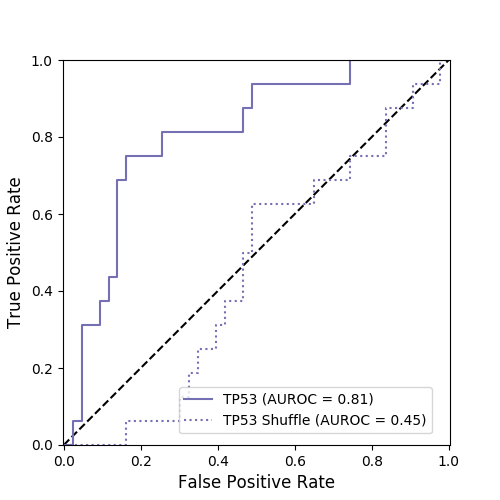 1.0
0.8
0.6
0.4
0.2
0.0
True Positive Rate
TP53 (AUROC = 0.81)
TP53 Shuffle (AUROC = 0.45)
0.0 0.2 0.4 0.6 0.8 1.0
False Positive Rate